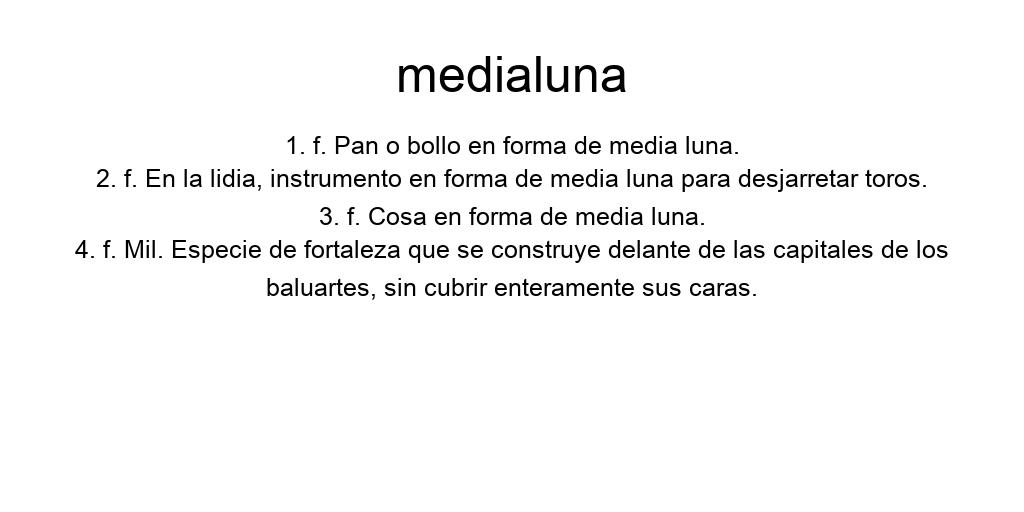 medialuna
1. f. Pan o bollo en forma de media luna.
2. f. En la lidia, instrumento en forma de media luna para desjarretar toros.
3. f. Cosa en forma de media luna.
4. f. Mil. Especie de fortaleza que se construye delante de las capitales de los
baluartes, sin cubrir enteramente sus caras.